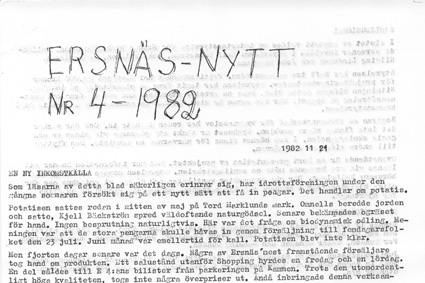 ERSNÄS-NYTT
NR 4-1982
1982 11 21
EN NY INKOMSTKÄLLA
Som läsarna av detta blad säkerligen erinrar sig, har idrottsföreningen under den
gångna sommaren försökt sig på ett nytt sätt att få in pengar. Det handlar om potatis.
Potatisen sattes redan i mitten av maj på Tord Marklunds mark. Omnells beredde jorden
och satte, Kjell Bäckström spred väldoftande naturgödsel. Senare bekämpades ogräset
för hand. Ingen besprutning naturligtvis. Här var det fråga om biodynamisk odling. Me-
ningen var att de stora pengarna skulle hävas in genom försäljning till fondagarsfol-
ket den 23 juli. Juni månad var emellertid för kall. Potatisen blev inte klar.
Men fjorton dagar senare var det dags. Några av Ersnäs' mest framstående försäljare
tog hand om produkten. Ett salustånd utanför Shopping hyrdes en fredag och en lördag.
En del såldes till E 4:ans bilister från parkeringen på Kammen. Trots den utomordent-
ligt höga kvaliteten, togs inte några överpriser ut. Ändå inbringade denna verksam-